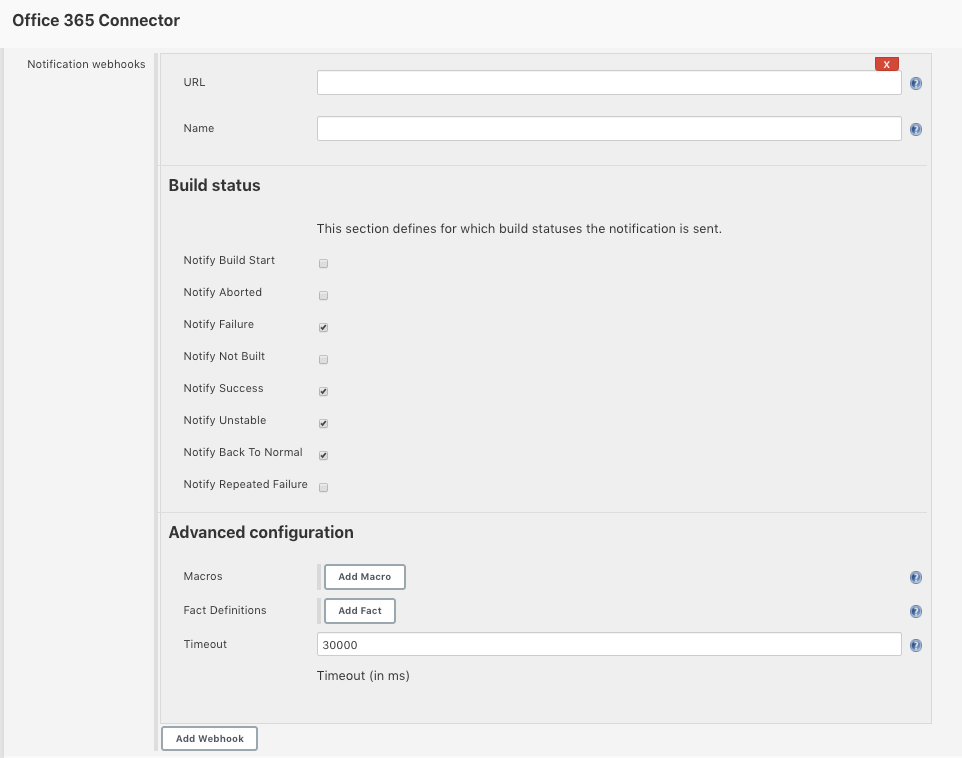 Office 365 Connector
Notification webhooks
X
URL
?
Name
?
Build status
This section defines for which build statuses the notification is sent.
Notify Build Start
Notify Aborted
Notify Failure
Notify Not Built
Notify Success
Notify Unstable
Notify Back To Normal
Notify Repeated Failure
Advanced configuration
Macros Add Macro ?
Fact Definitions Add Fact ?
Timeout 30000 ?
Timeout (in ms)
Add Webhook